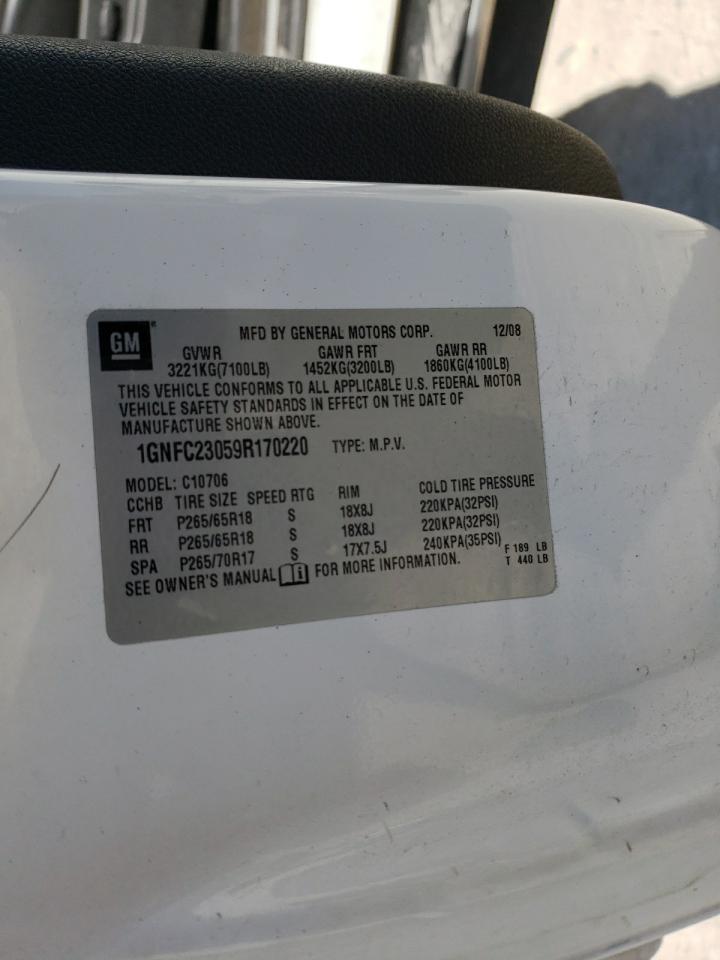 GM MFD BY GENERAL MOTORS CORP. 12/08
GVWR GAWR FRT GAWR RR
3221KG(7100LB) 1452KG(3200LB) 1860KG(4100LB)
THIS VEHICLE CONFORMS TO ALL APPLICABLE U.S. FEDERAL MOTOR
VEHICLE SAFETY STANDARDS IN EFFECT ON THE DATE OF
MANUFACTURE SHOWN ABOVE.
1GNFC23059R170220 TYPE: M.P.V.
MODEL: C10706
CCHB TIRE SIZE SPEED RTG RIM COLD TIRE PRESSURE
FRT P265/65R18 S 18X8J 220KPA(32PSI)
RR P265/65R18 S 18X8J 220KPA(32PSI)
SPA P265/70R17 S 17X7.5J 240KPA(35PSI) F 189 LB
SEE OWNER'S MANUAL i FOR MORE INFORMATION. T 440 LB